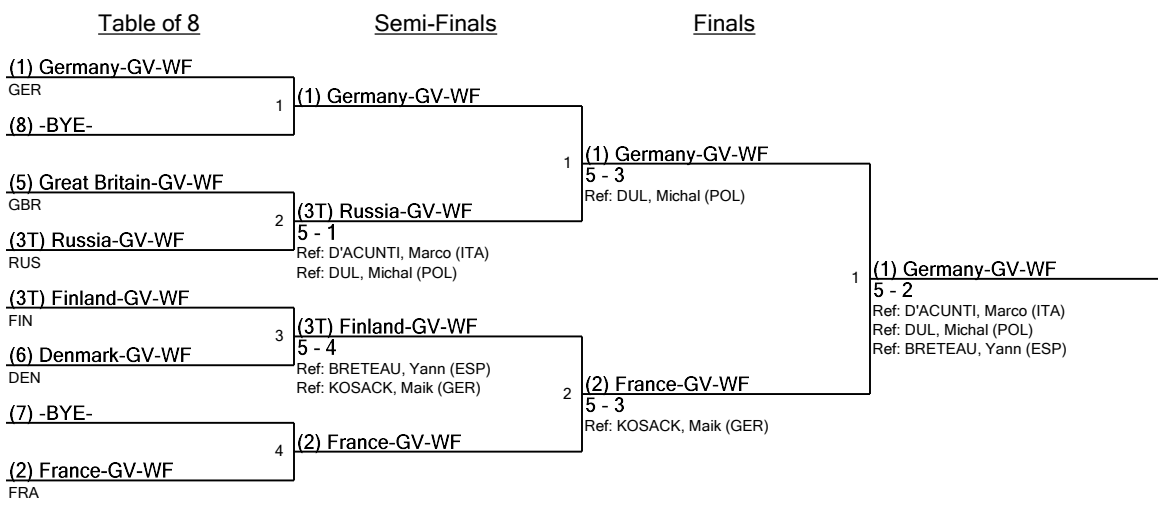 Table of 8
Semi-Finals
Finals
(1) Germany-GV-WF
GER
1
(8) -BYE-
(5) Great Britain-GV-WF
GBR
2
(3T) Russia-GV-WF
RUS
(3T) Finland-GV-WF
FIN
3
(6) Denmark-GV-WF
DEN
(7) -BYE-
4
(2) France-GV-WF
FRA
(1) Germany-GV-WF
1
(3T) Russia-GV-WF
5 - 1
Ref: D'ACUNTI, Marco (ITA)
Ref: DUL, Michal (POL)
(3T) Finland-GV-WF
5 - 4
Ref: BRETEAU, Yann (ESP)
Ref: KOSACK, Maik (GER)
2
(2) France-GV-WF
(1) Germany-GV-WF
5 - 3
Ref: DUL, Michal (POL)
1
(2) France-GV-WF
5 - 3
Ref: KOSACK, Maik (GER)
(1) Germany-GV-WF
5 - 2
Ref: D'ACUNTI, Marco (ITA)
Ref: DUL, Michal (POL)
Ref: BRETEAU, Yann (ESP)